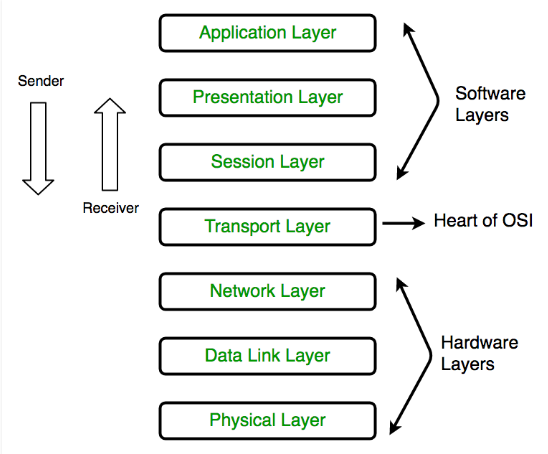 Application Layer
Sender
Presentation Layer
Software
Layers
Session Layer
Receiver
Transport Layer
Heart of OSI
Network Layer
Data Link Layer
Hardware
Layers
Physical Layer